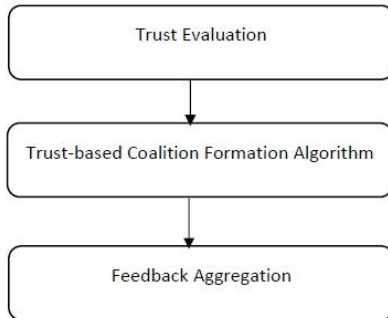 Trust Evaluation
Trust-based Coalition Formation Algorithm
Feedback Aggregation